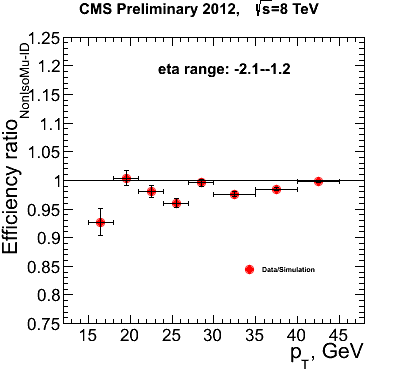 CMS Preliminary 2012, √s=8 TeV
Efficiency ratio NonIsoMu-ID
1.25
1.2
1.15
1.1
1.05
1
0.95
0.9
0.85
0.8
0.75
eta range: -2.1--1.2
Data/Simulation
15 20 25 30 35 40 45
pT, GeV